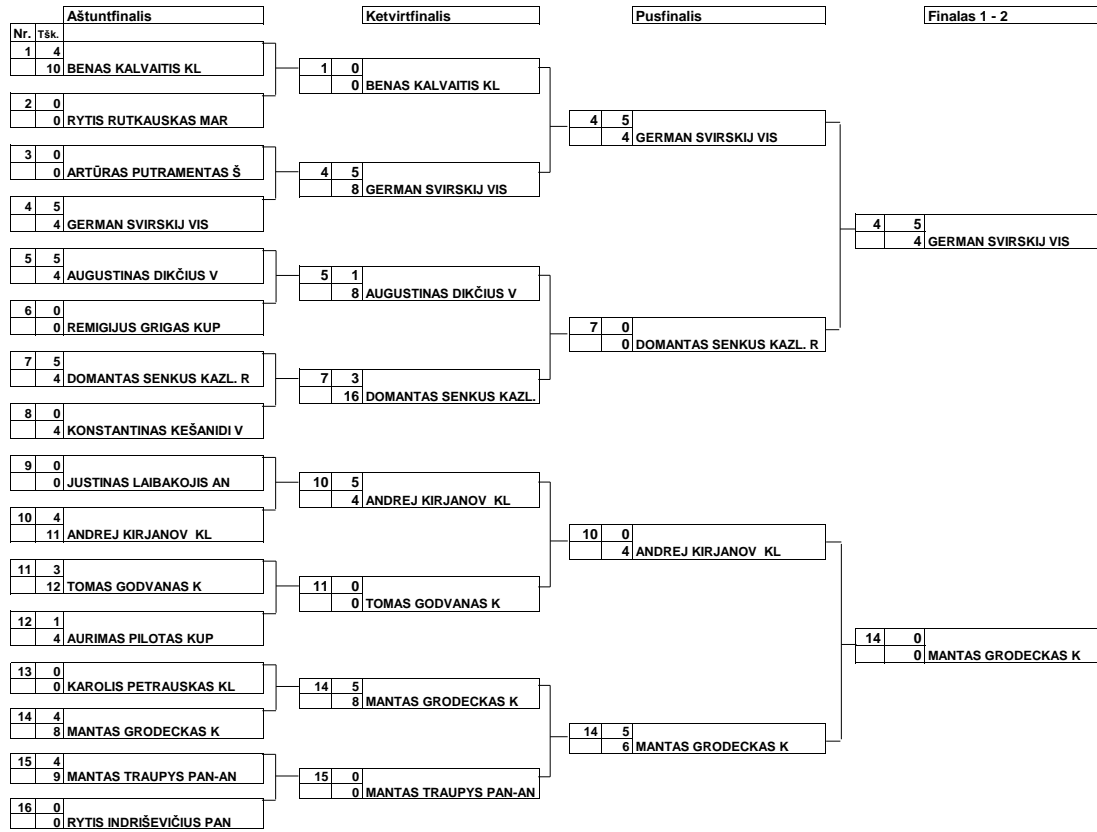 Aštuntfinalis
Nr. Tšk.
1 4
10 BENAS KALVAITIS KL
2 0
0 RYTIS RUTKAUSKAS MAR
3 0
0 ARTŪRAS PUTRAMENTAS Š
4 5
4 GERMAN SVIRSKIJ VIS
5 5
4 AUGUSTINAS DIKČIUS V
6 0
0 REMIGIJUS GRIGAS KUP
7 5
4 DOMANTAS SENKUS KAZL. R
8 0
4 KONSTANTINAS KEŠANIDI V
9 0
0 JUSTINAS LAIBAKOJIS AN
10 4
11 ANDREJ KIRJANOV KL
11 3
12 TOMAS GODVANAS K
12 1
4 AURIMAS PILOTAS KUP
13 0
0 KAROLIS PETRAUSKAS KL
14 4
8 MANTAS GRODECKAS K
15 4
9 MANTAS TRAUPYS PAN-AN
16 0
0 RYTIS INDRIŠEVIČIUS PAN
Ketvirtfinalis
1 0
0 BENAS KALVAITIS KL
4 5
8 GERMAN SVIRSKIJ VIS
5 1
8 AUGUSTINAS DIKČIUS V
7 3
16 DOMANTAS SENKUS KAZL.
10 5
4 ANDREJ KIRJANOV KL
11 0
0 TOMAS GODVANAS K
14 5
8 MANTAS GRODECKAS K
15 0
0 MANTAS TRAUPYS PAN-AN
Pusfinalis
4 5
4 GERMAN SVIRSKIJ VIS
7 0
0 DOMANTAS SENKUS KAZL. R
10 0
4 ANDREJ KIRJANOV KL
14 5
6 MANTAS GRODECKAS K
Finalas 1 - 2
4 5
4 GERMAN SVIRSKIJ VIS
14 0
0 MANTAS GRODECKAS K